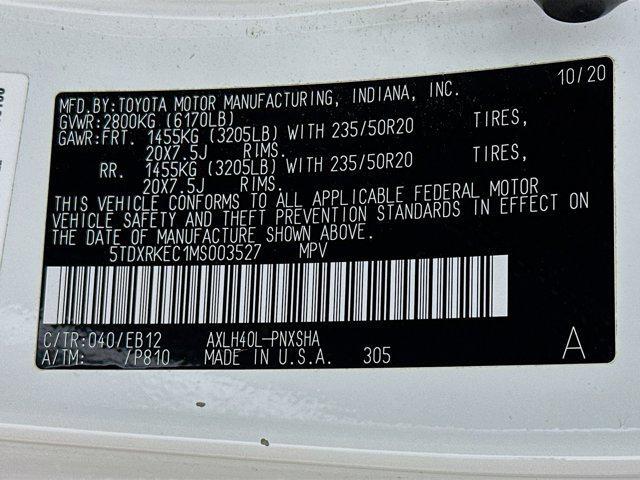 10/20
MFD.BY:TOYOTA MOTOR MANUFACTURING, INDIANA, INC.
GVWR:2800KG (6170LB)
GAWR:FRT. 1455KG (3205LB) WITH 235/50R20 TIRES,
20X7.5J RIMS.
RR. 1455KG (3205LB) WITH 235/50R20 TIRES,
20X7.5J RIMS.
THIS VEHICLE CONFORMS TO ALL APPLICABLE FEDERAL MOTOR
VEHICLE SAFETY AND THEFT PREVENTION STANDARDS IN EFFECT ON
THE DATE OF MANUFACTURE SHOWN ABOVE.
5TDXRKEC1MS003527 MPV
C/TR:040/EB12 AXLH40L-PNXSHA
A/TM: /P810 MADE IN U.S.A. 305 A